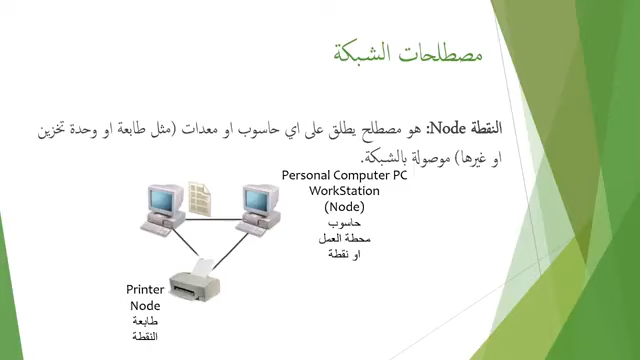 مصطلحات الشبكة
النقطة Node: هو مصطلح يطلق على اي حاسوب او معدات (مثل طابعة او وحدة تخزين
او غيرها) موصولة بالشبكة.
Personal Computer PC
WorkStation
(Node)
حاسوب
محطة العمل
او نقطة
Printer
Node
طابعة
النقطة